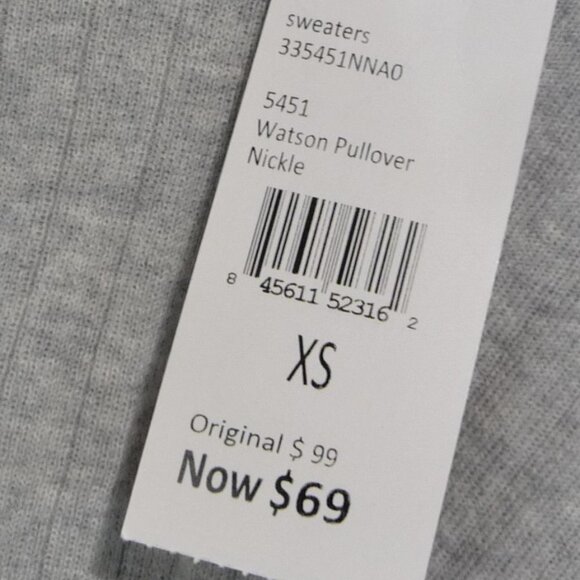 sweaters
335451NNA0
5451
Watson Pullover
Nickle
8 45611 52316 2
XS
Original $ 99
Now $69